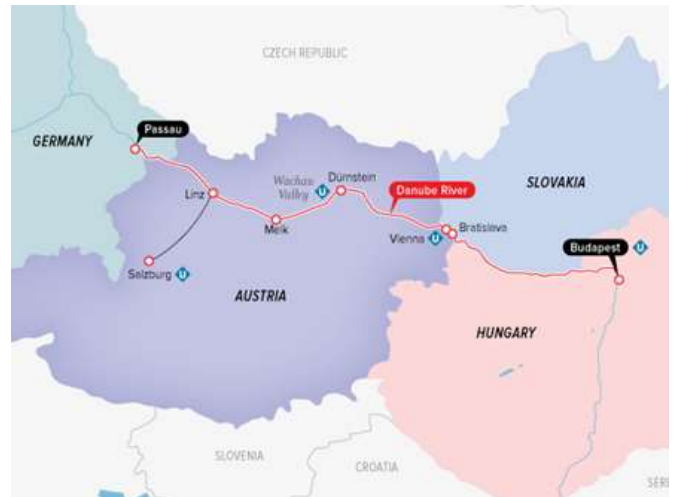 CZECH REPUBLIC
Passau
GERMANY
Dürnstein
Wachau
Valley
U
SLOVAKIA
Linz
Danube River
Melk
Bratislava
Vienna
U
Budapest
U
Salzburg
U
AUSTRIA
HUNGARY
SLOVENIA
CROATIA
SER